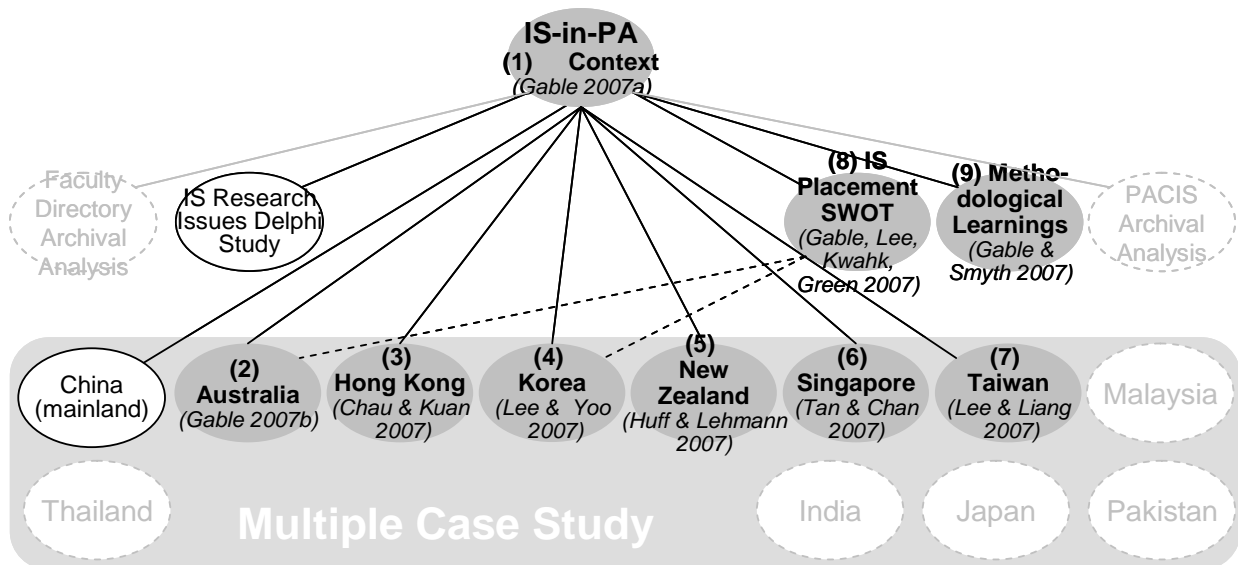 IS-in-PA
(1) Context
(Gable 2007a)
Faculty
Directory
Archival
Analysis
IS Research
Issues Delphi
Study
(8) IS
Placement
SWOT
(Gable, Lee,
Kwahk,
Green 2007)
(9) Metho-
dological
Learnings
(Gable &
Smyth 2007)
PACIS
Archival
Analysis
China
(mainland)
(2)
Australia
(Gable 2007b)
(3)
Hong Kong
(Chau & Kuan
2007)
(4)
Korea
(Lee & Yoo
2007)
(5)
New
Zealand
(Huff & Lehmann
2007)
(6)
Singapore
(Tan & Chan
2007)
(7)
Taiwan
(Lee & Liang
2007)
Malaysia
Thailand
Multiple Case Study
India
Japan
Pakistan